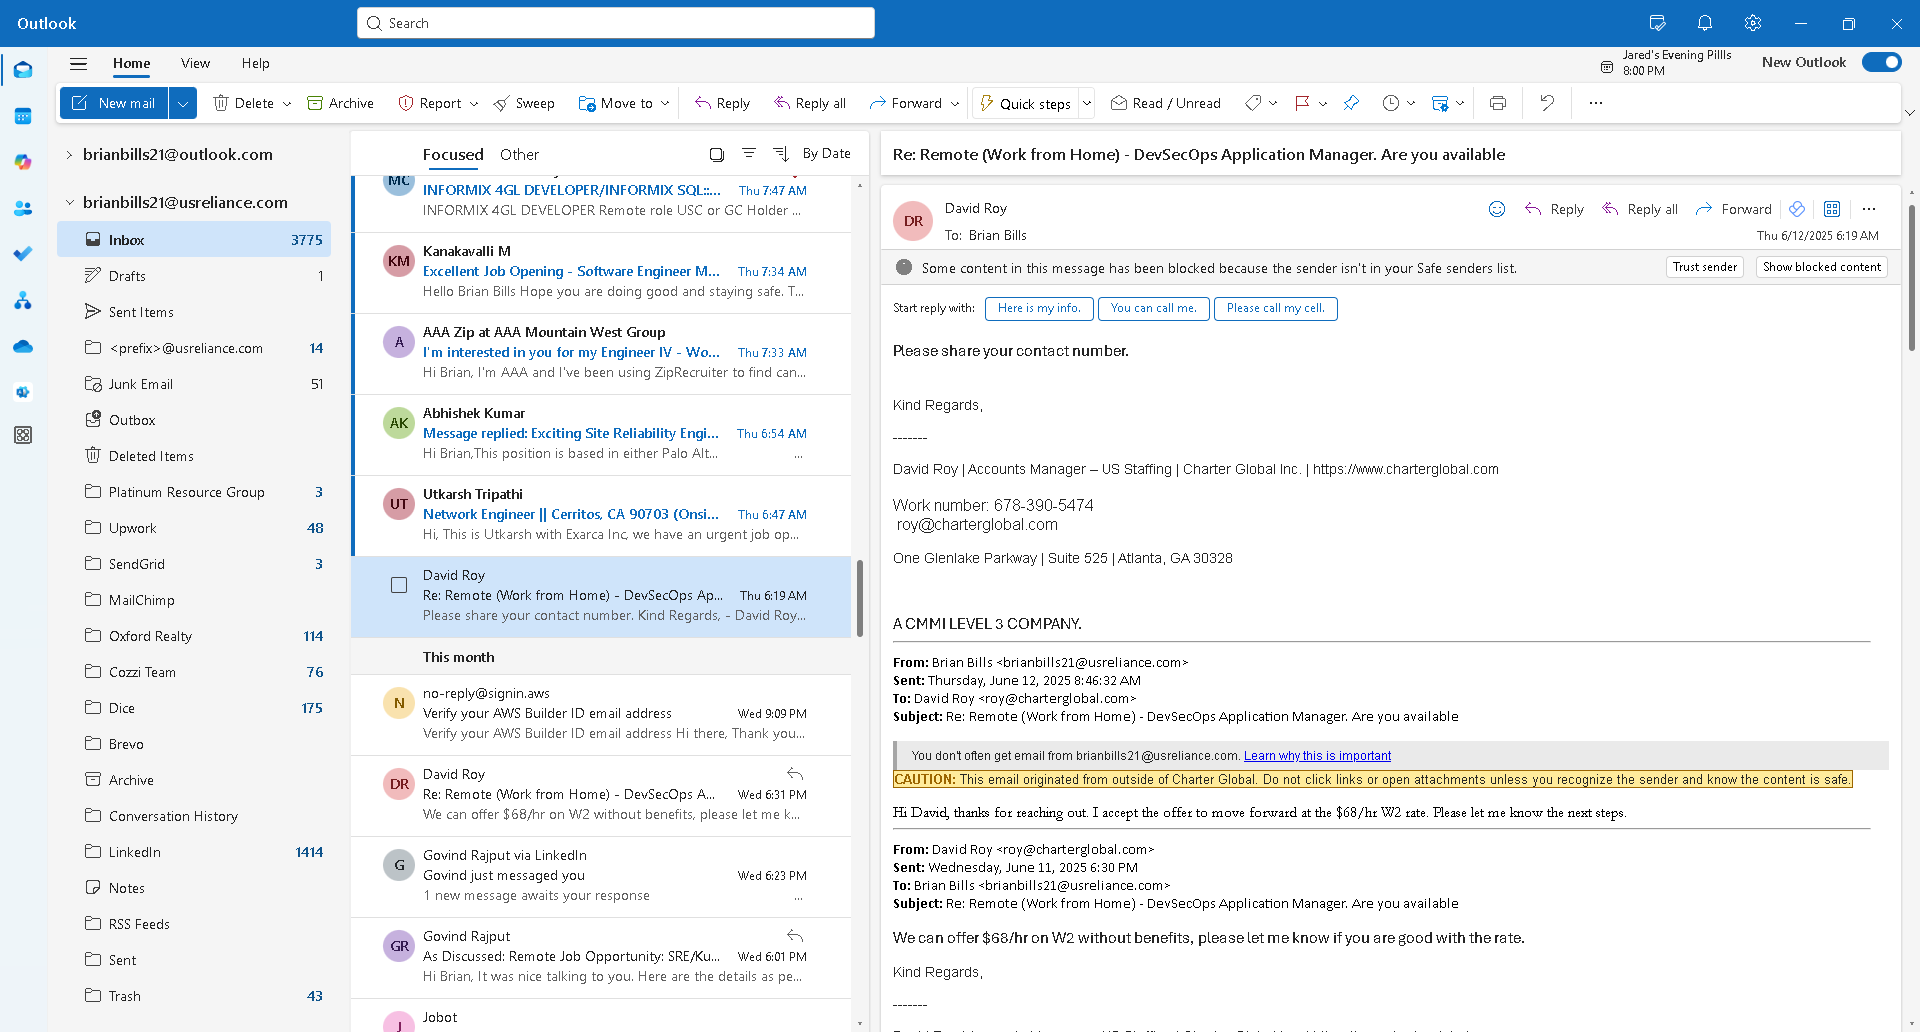 Outlook
Search
Home
View
Help
Jared's Evening Pillls
8:00 PM
New Outlook
New mail
Delete
Archive
Report
Sweep
Move to
Reply
Reply all
Forward
Quick steps
Read / Unread
brianbills21@outlook.com
brianbills21@usreliance.com
Inbox 3775
Drafts 1
Sent Items
<prefix>@usreliance.com 14
Junk Email 51
Outbox
Deleted Items
Platinum Resource Group 3
Upwork 48
SendGrid 3
MailChimp
Oxford Realty 114
Cozzi Team 76
Dice 175
Brevo
Archive
Conversation History
LinkedIn 1414
Notes
RSS Feeds
Sent
Trash 43
Focused
Other
By Date
MC
INFORMIX 4GL DEVELOPER/INFORMIX SQL::... Thu 7:47 AM
INFORMIX 4GL DEVELOPER Remote role USC or GC Holder ...
KM
Kanakavalli M
Excellent Job Opening - Software Engineer M... Thu 7:34 AM
Hello Brian Bills Hope you are doing good and staying safe. T...
A
AAA Zip at AAA Mountain West Group
I'm interested in you for my Engineer IV - Wo... Thu 7:33 AM
Hi Brian, I'm AAA and I've been using ZipRecruiter to find can...
AK
Abhishek Kumar
Message replied: Exciting Site Reliability Engi... Thu 6:54 AM
Hi Brian,This position is based in either Palo Alt... ...
UT
Utkarsh Tripathi
Network Engineer || Cerritos, CA 90703 (Onsi... Thu 6:47 AM
Hi, This is Utkarsh with Exarca Inc, we have an urgent job op...
David Roy
Re: Remote (Work from Home) - DevSecOps Ap... Thu 6:19 AM
Please share your contact number. Kind Regards, - David Roy...
This month
N
no-reply@signin.aws
Verify your AWS Builder ID email address Wed 9:09 PM
Verify your AWS Builder ID email address Hi there, Thank you...
DR
David Roy
Re: Remote (Work from Home) - DevSecOps A... Wed 6:31 PM
We can offer $68/hr on W2 without benefits, please let me k...
G
Govind Rajput via LinkedIn
Govind just messaged you Wed 6:23 PM
1 new message awaits your response ...
GR
Govind Rajput
As Discussed: Remote Job Opportunity: SRE/Ku... Wed 6:01 PM
Hi Brian, It was nice talking to you. Here are the details as pe...
J
Jobot
Re: Remote (Work from Home) - DevSecOps Application Manager. Are you available
DR
David Roy
To: Brian Bills
Reply
Reply all
Forward
Thu 6/12/2025 6:19 AM
Some content in this message has been blocked because the sender isn't in your Safe senders list.
Trust sender
Show blocked content
Start reply with:
Here is my info.
You can call me.
Please call my cell.
Please share your contact number.
Kind Regards,
-------
David Roy | Accounts Manager – US Staffing | Charter Global Inc. | https://www.charterglobal.com
Work number: 678-390-5474
roy@charterglobal.com
One Glenlake Parkway | Suite 525 | Atlanta, GA 30328
A CMMI LEVEL 3 COMPANY.
From: Brian Bills <brianbills21@usreliance.com>
Sent: Thursday, June 12, 2025 8:46:32 AM
To: David Roy <roy@charterglobal.com>
Subject: Re: Remote (Work from Home) - DevSecOps Application Manager. Are you available
You don't often get email from brianbills21@usreliance.com. Learn why this is important
CAUTION: This email originated from outside of Charter Global. Do not click links or open attachments unless you recognize the sender and know the content is safe.
Hi David, thanks for reaching out. I accept the offer to move forward at the $68/hr W2 rate. Please let me know the next steps.
From: David Roy <roy@charterglobal.com>
Sent: Wednesday, June 11, 2025 6:30 PM
To: Brian Bills <brianbills21@usreliance.com>
Subject: Re: Remote (Work from Home) - DevSecOps Application Manager. Are you available
We can offer $68/hr on W2 without benefits, please let me know if you are good with the rate.
Kind Regards,
-------